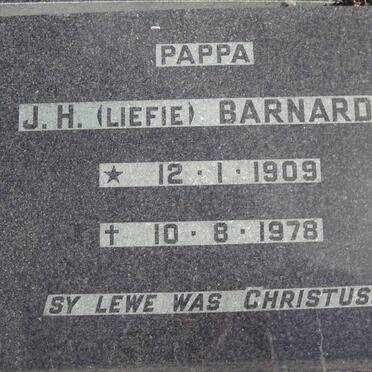 PAPPA
J.H. (LIEFIE) BARNARD
★ 12·1·1909
† 10·8·1978
SY LEWE WAS CHRISTUS